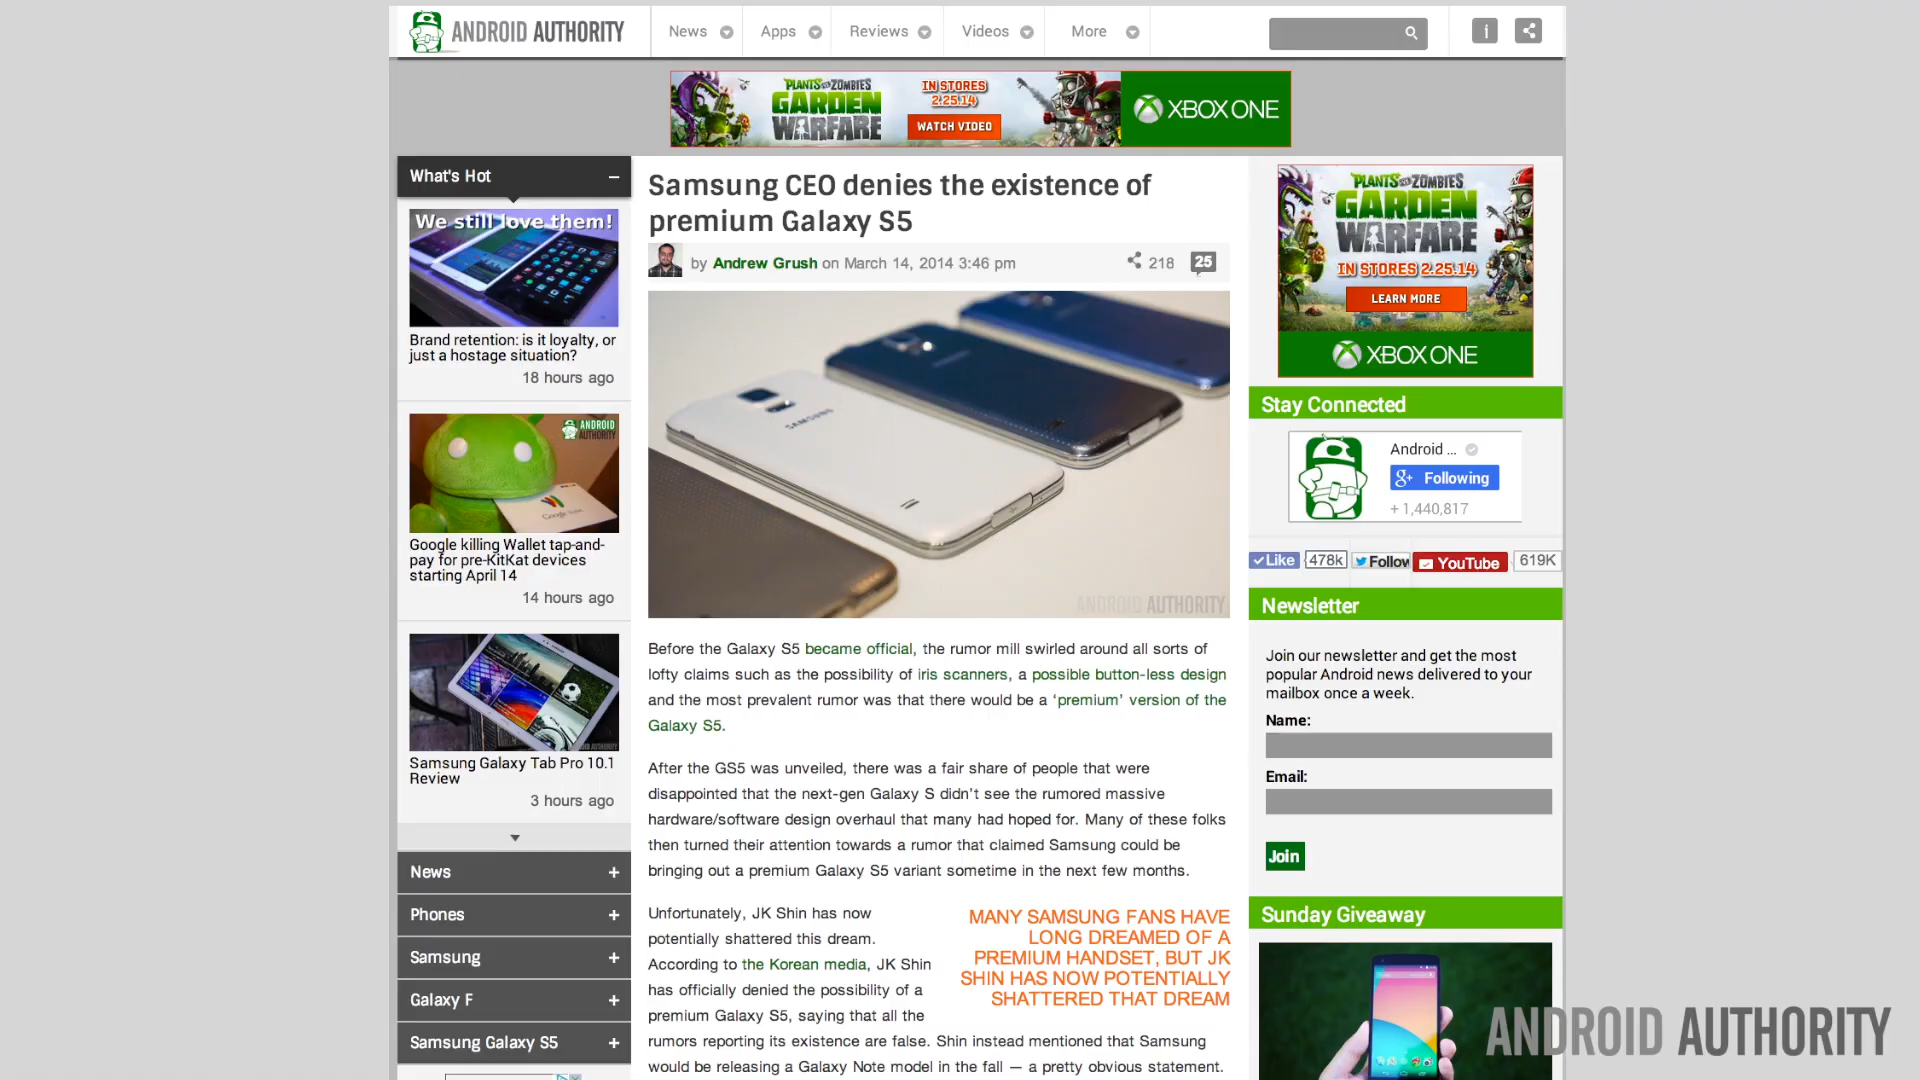 ANDROID AUTHORITY
News
Apps
Reviews
Videos
More
PLANTS VS. ZOMBIES
GARDEN
WARFARE
IN STORES
2.25.14
WATCH VIDEO
XBOX ONE
What's Hot
We still love them!
Brand retention: is it loyalty, or
just a hostage situation?
18 hours ago
ANDROID
AUTHORITY
Google killing Wallet tap-and-
pay for pre-KitKat devices
starting April 14
14 hours ago
Samsung Galaxy Tab Pro 10.1
Review
3 hours ago
News +
Phones +
Samsung +
Galaxy F +
Samsung Galaxy S5 +
Samsung CEO denies the existence of
premium Galaxy S5
by Andrew Grush on March 14, 2014 3:46 pm
218
25
SAMSUNG
ANDROID AUTHORITY
Before the Galaxy S5 became official, the rumor mill swirled around all sorts of
lofty claims such as the possibility of iris scanners, a possible button-less design
and the most prevalent rumor was that there would be a ‘premium’ version of the
Galaxy S5.
After the GS5 was unveiled, there was a fair share of people that were
disappointed that the next-gen Galaxy S didn’t see the rumored massive
hardware/software design overhaul that many had hoped for. Many of these folks
then turned their attention towards a rumor that claimed Samsung could be
bringing out a premium Galaxy S5 variant sometime in the next few months.
Unfortunately, JK Shin has now
potentially shattered this dream.
According to the Korean media, JK Shin
has officially denied the possibility of a
premium Galaxy S5, saying that all the
rumors reporting its existence are false. Shin instead mentioned that Samsung
would be releasing a Galaxy Note model in the fall — a pretty obvious statement.
MANY SAMSUNG FANS HAVE
LONG DREAMED OF A
PREMIUM HANDSET, BUT JK
SHIN HAS NOW POTENTIALLY
SHATTERED THAT DREAM
PLANTS VS. ZOMBIES
GARDEN
WARFARE
IN STORES 2.25.14
LEARN MORE
XBOX ONE
Stay Connected
Android ...
g+ Following
+ 1,440,817
Like 478k Follow YouTube 619K
Newsletter
Join our newsletter and get the most
popular Android news delivered to your
mailbox once a week.
Name:
Email:
Join
Sunday Giveaway
ANDROID AUTHORITY